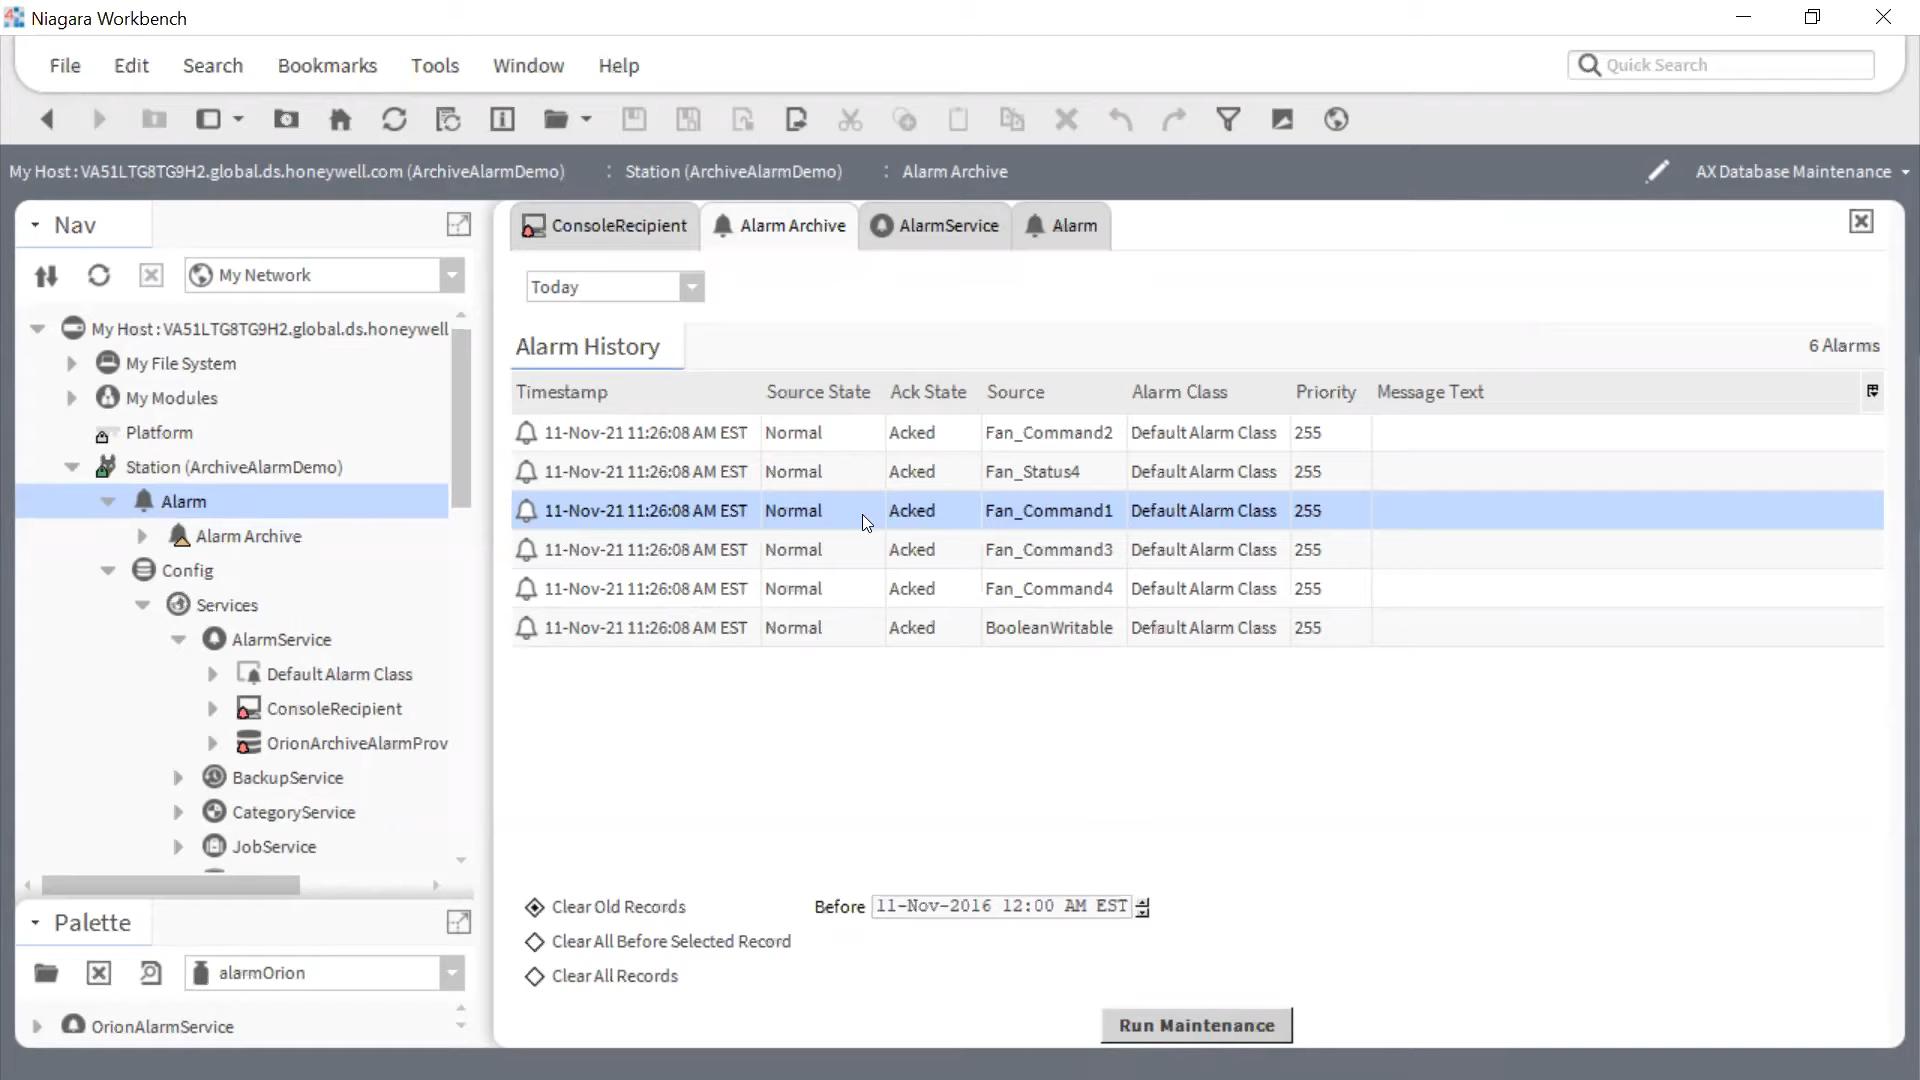 Niagara Workbench
File Edit Search Bookmarks Tools Window Help
Quick Search
My Host : VA51LTG8TG9H2.global.ds.honeywell.com (ArchiveAlarmDemo) : Station (ArchiveAlarmDemo) : Alarm Archive
AX Database Maintenance
Nav
My Network
My Host : VA51LTG8TG9H2.global.ds.honeywell
My File System
My Modules
Platform
Station (ArchiveAlarmDemo)
Alarm
Alarm Archive
Config
Services
AlarmService
Default Alarm Class
ConsoleRecipient
OrionArchiveAlarmProv
BackupService
CategoryService
JobService
Palette
alarmOrion
OrionAlarmService
ConsoleRecipient Alarm Archive AlarmService Alarm
Today
Alarm History
6 Alarms
Timestamp Source State Ack State Source Alarm Class Priority Message Text
11-Nov-21 11:26:08 AM EST Normal Acked Fan_Command2 Default Alarm Class 255
11-Nov-21 11:26:08 AM EST Normal Acked Fan_Status4 Default Alarm Class 255
11-Nov-21 11:26:08 AM EST Normal Acked Fan_Command1 Default Alarm Class 255
11-Nov-21 11:26:08 AM EST Normal Acked Fan_Command3 Default Alarm Class 255
11-Nov-21 11:26:08 AM EST Normal Acked Fan_Command4 Default Alarm Class 255
11-Nov-21 11:26:08 AM EST Normal Acked BooleanWritable Default Alarm Class 255
Clear Old Records Before 11-Nov-2016 12:00 AM EST
Clear All Before Selected Record
Clear All Records
Run Maintenance